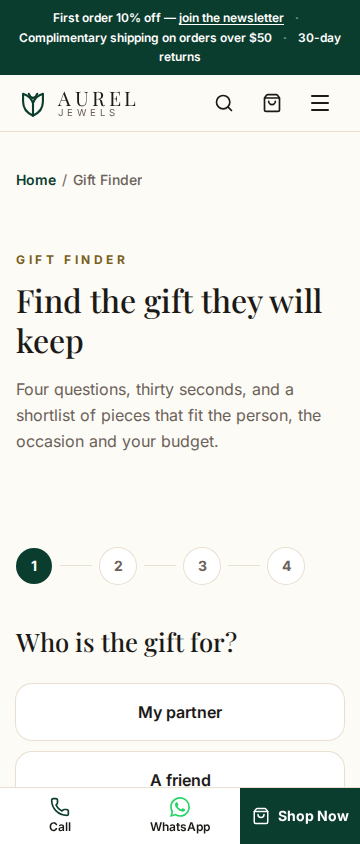 First order 10% off — join the newsletter ·
Complimentary shipping on orders over $50 · 30-day
returns
AUREL
JEWELS
Home / Gift Finder
GIFT FINDER
Find the gift they will
keep
Four questions, thirty seconds, and a
shortlist of pieces that fit the person, the
occasion and your budget.
1 2 3 4
Who is the gift for?
My partner
A friend
Call WhatsApp Shop Now